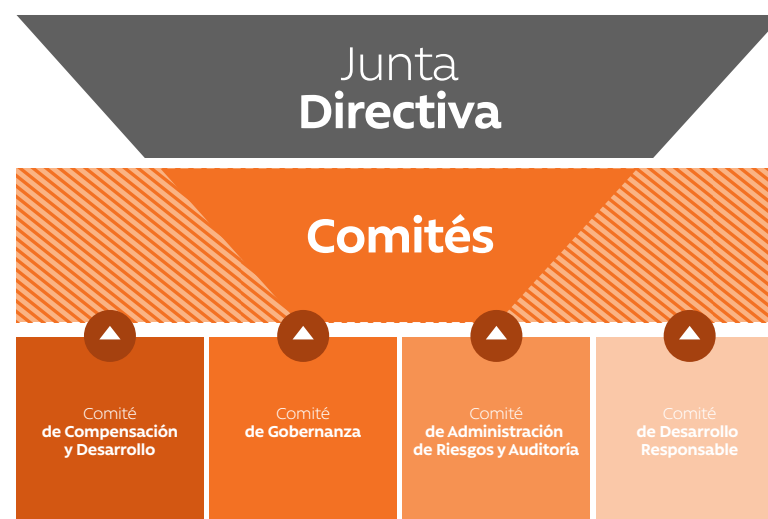 Junta
Directiva
Comités
Comité
de Compensación
y Desarrollo
Comité
de Gobernanza
Comité
de Administración
de Riesgos y Auditoría
Comité
de Desarrollo
Responsable